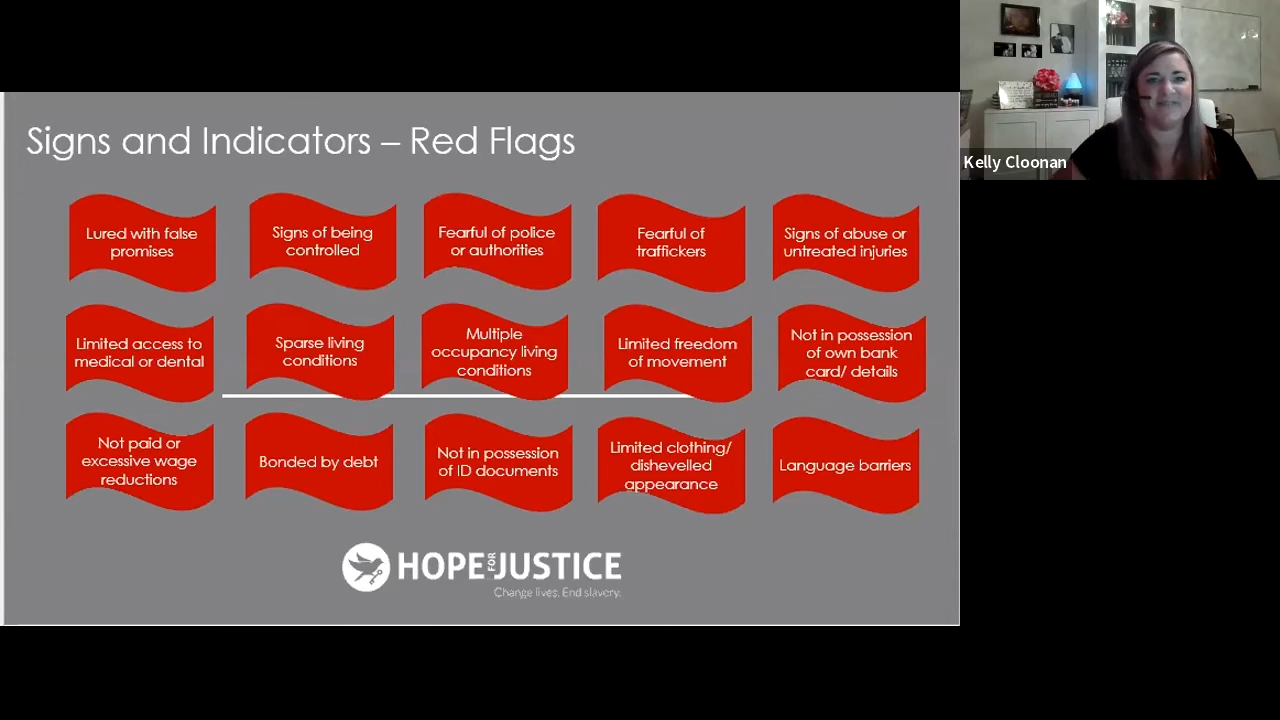 Signs and Indicators – Red Flags
Lured with false
promises
Signs of being
controlled
Fearful of police
or authorities
Fearful of
traffickers
Signs of abuse or
untreated injuries
Limited access to
medical or dental
Sparse living
conditions
Multiple
occupancy living
conditions
Limited freedom
of movement
Not in possession
of own bank
card/ details
Not paid or
excessive wage
reductions
Bonded by debt
Not in possession
of ID documents
Limited clothing/
dishevelled
appearance
Language barriers
HOPE FOR JUSTICE
Change lives. End slavery.
Kelly Cloonan